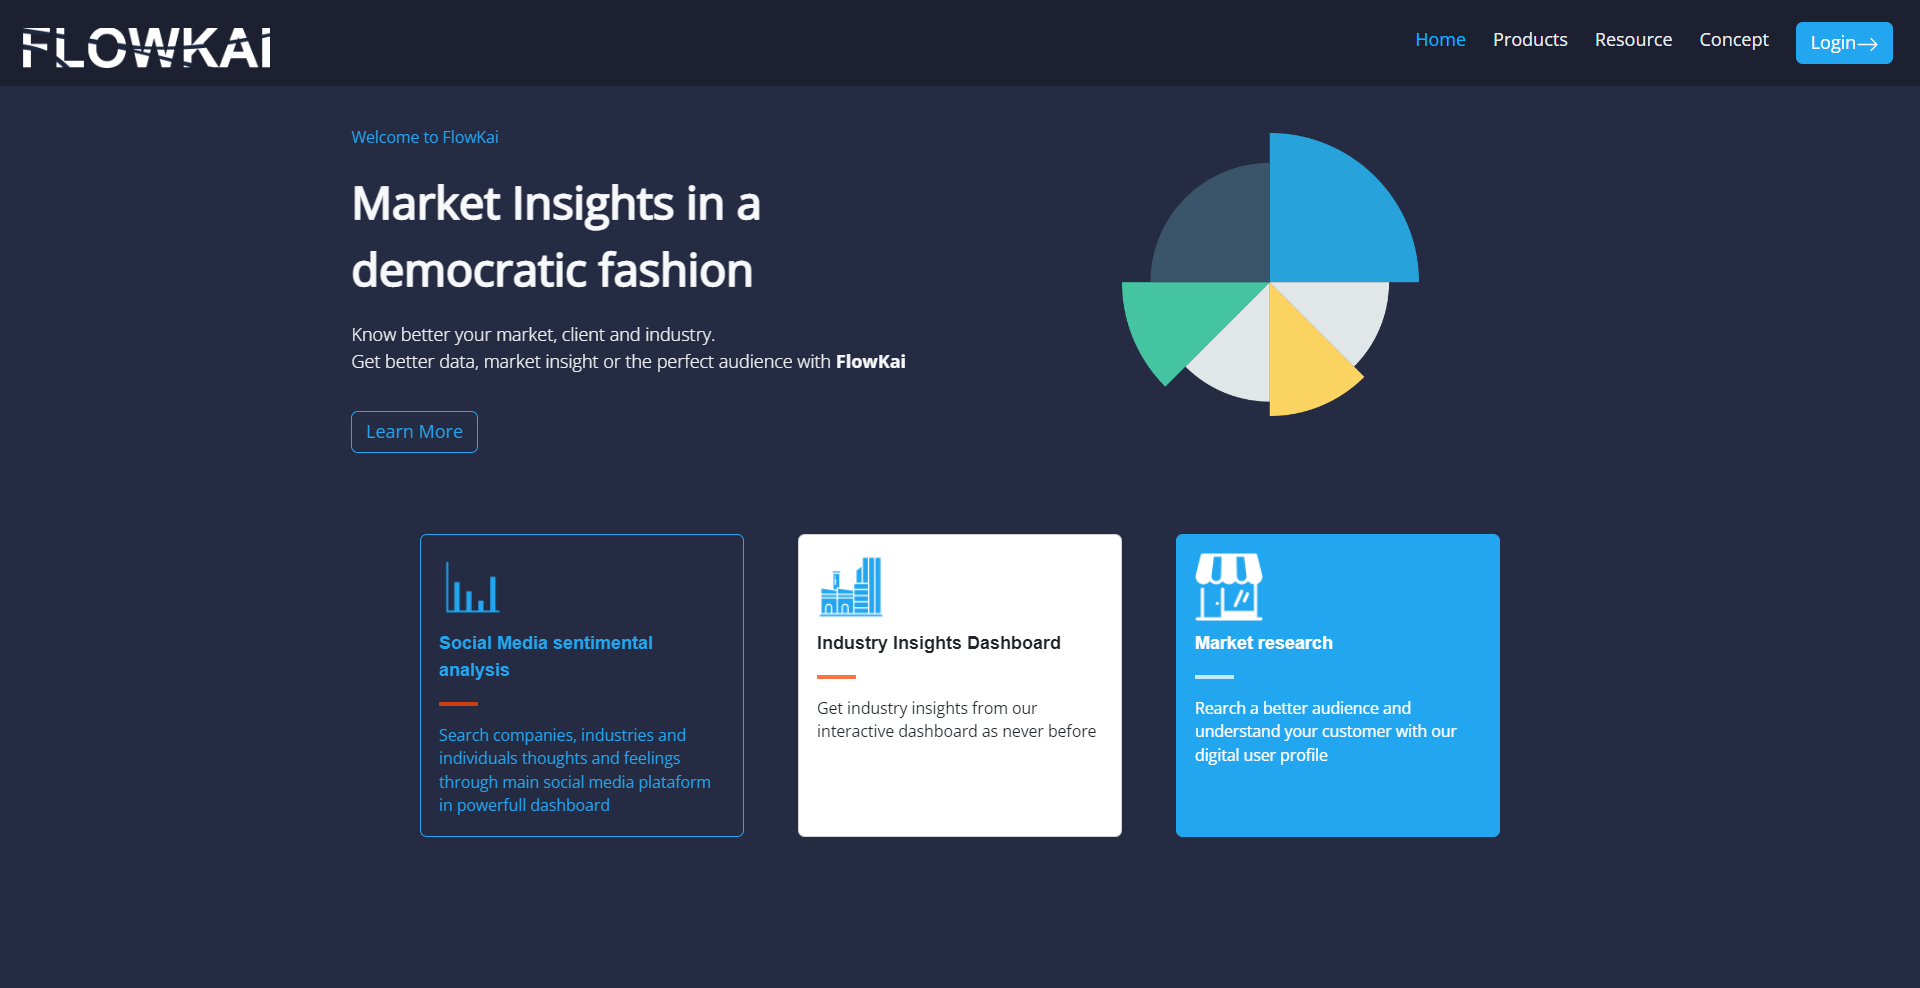 FLOWKAi
Home Products Resource Concept Login
Welcome to FlowKai
Market Insights in a
democratic fashion
Know better your market, client and industry.
Get better data, market insight or the perfect audience with FlowKai
Learn More
Social Media sentimental
analysis
Search companies, industries and
individuals thoughts and feelings
through main social media plataform
in powerfull dashboard
Industry Insights Dashboard
Get industry insights from our
interactive dashboard as never before
Market research
Rearch a better audience and
understand your customer with our
digital user profile